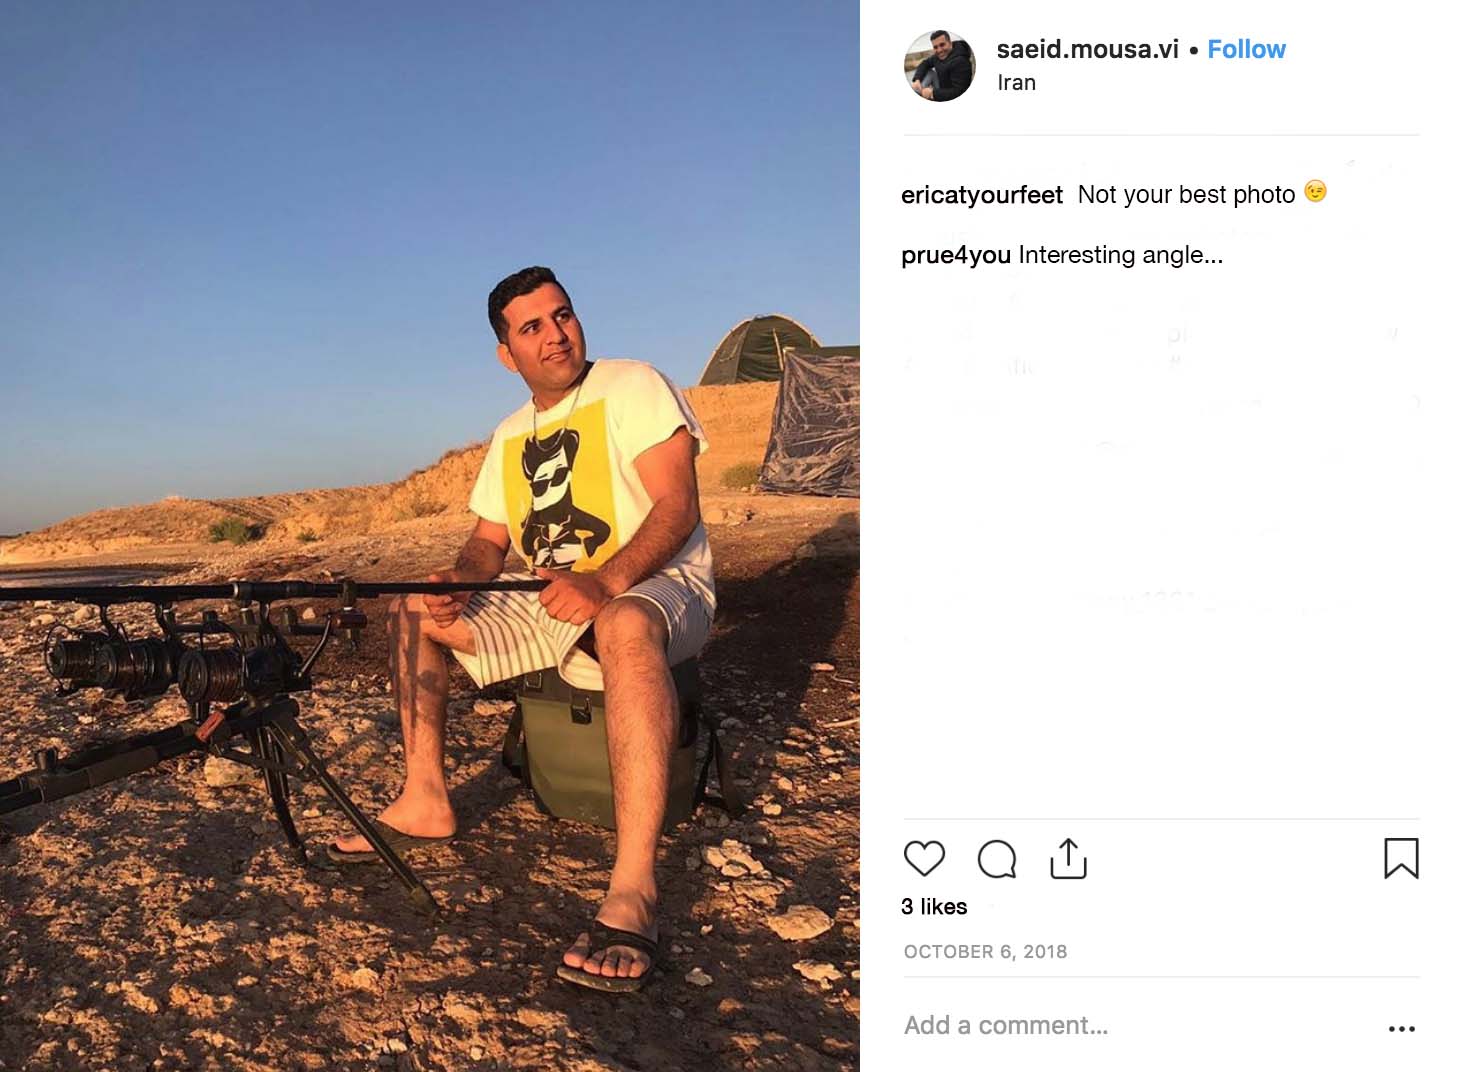 saeid.mousa.vi • Follow
Iran
ericatyourfeet Not your best photo 😉
prue4you Interesting angle...
3 likes
OCTOBER 6, 2018
Add a comment...